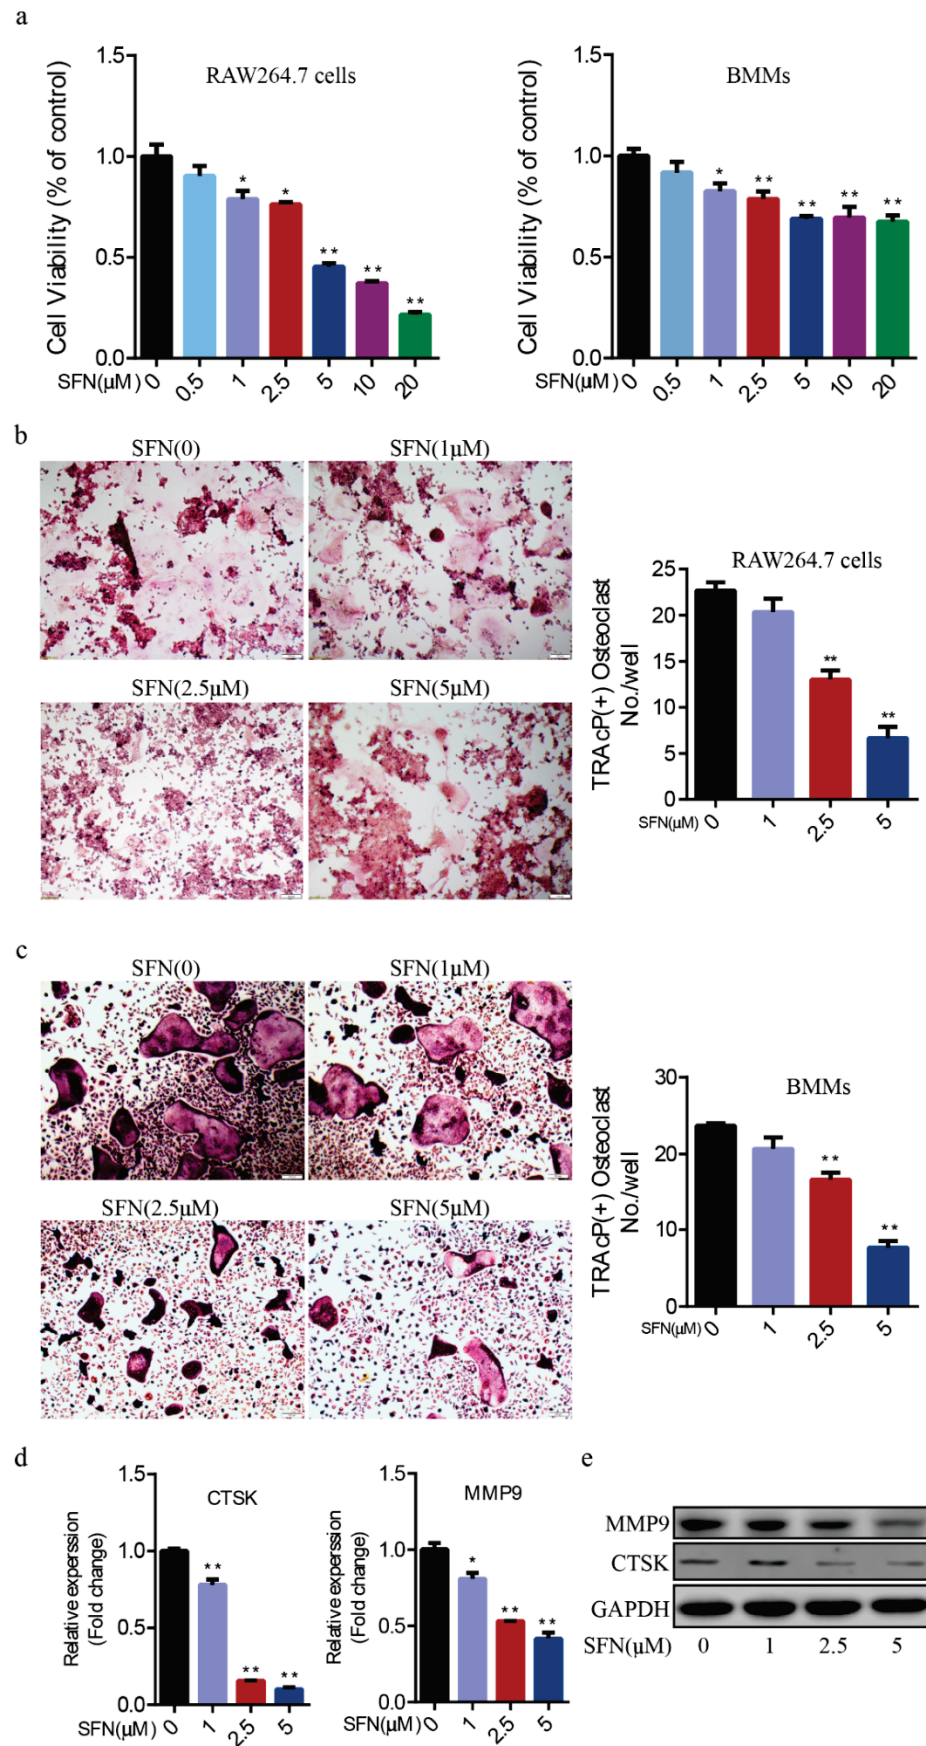 a
RAW264.7 cells
Cell Viability (% of control)
1.5
1.0
0.5
0.0
SFN(μM) 0 0.5 1 2.5 5 10 20
* * ** ** **
BMMs
Cell Viability (% of control)
1.5
1.0
0.5
0.0
SFN(μM) 0 0.5 1 2.5 5 10 20
* ** ** ** **
b
SFN(0) SFN(1μM)
SFN(2.5μM) SFN(5μM)
RAW264.7 cells
TRAcP(+) Osteoclast
No./well
25
20
15
10
5
0
SFN(μM) 0 1 2.5 5
** **
c
SFN(0) SFN(1μM)
SFN(2.5μM) SFN(5μM)
BMMs
TRAcP(+) Osteoclast
No./well
30
20
10
0
SFN(μM) 0 1 2.5 5
** **
d
CTSK
Relative experssion
(Fold change)
1.5
1.0
0.5
0.0
SFN(μM) 0 1 2.5 5
** ** **
MMP9
Relative experssion
(Fold change)
1.5
1.0
0.5
0.0
SFN(μM) 0 1 2.5 5
* ** **
e
MMP9
CTSK
GAPDH
SFN(μM) 0 1 2.5 5